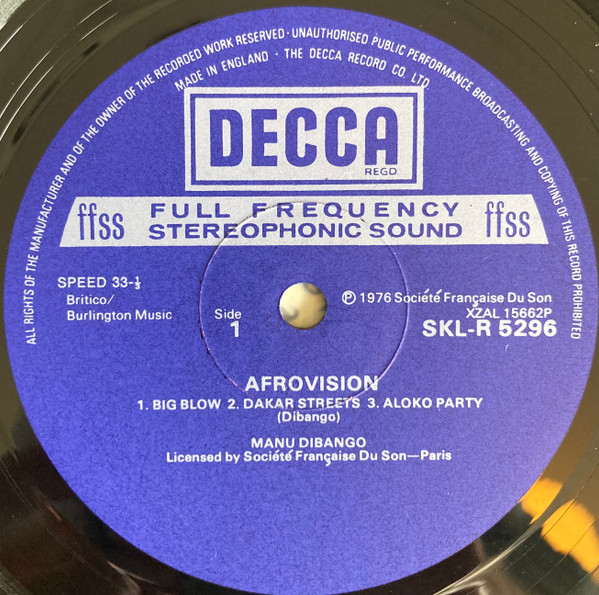 ALL RIGHTS OF THE MANUFACTURER AND OF THE OWNER OF THE RECORDED WORK RESERVED · UNAUTHORISED PUBLIC PERFORMANCE BROADCASTING AND COPYING OF THIS RECORD PROHIBITED
MADE IN ENGLAND · THE DECCA RECORD CO. LTD.
DECCA
REGD.
ffss FULL FREQUENCY ffss
STEREOPHONIC SOUND
SPEED 33-⅓
Britico/
Burlington Music
Side
1
Ⓟ 1976 Société Française Du Son
XZAL 15662P
SKL-R 5296
AFROVISION
1. BIG BLOW 2. DAKAR STREETS 3. ALOKO PARTY
(Dibango)
MANU DIBANGO
Licensed by Société Française Du Son—Paris